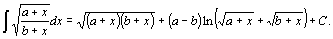 ∫√((a + x)/(b + x)) dx = √((a + x)(b + x)) + (a − b)ln(√(a + x) + √(b + x)) + C.